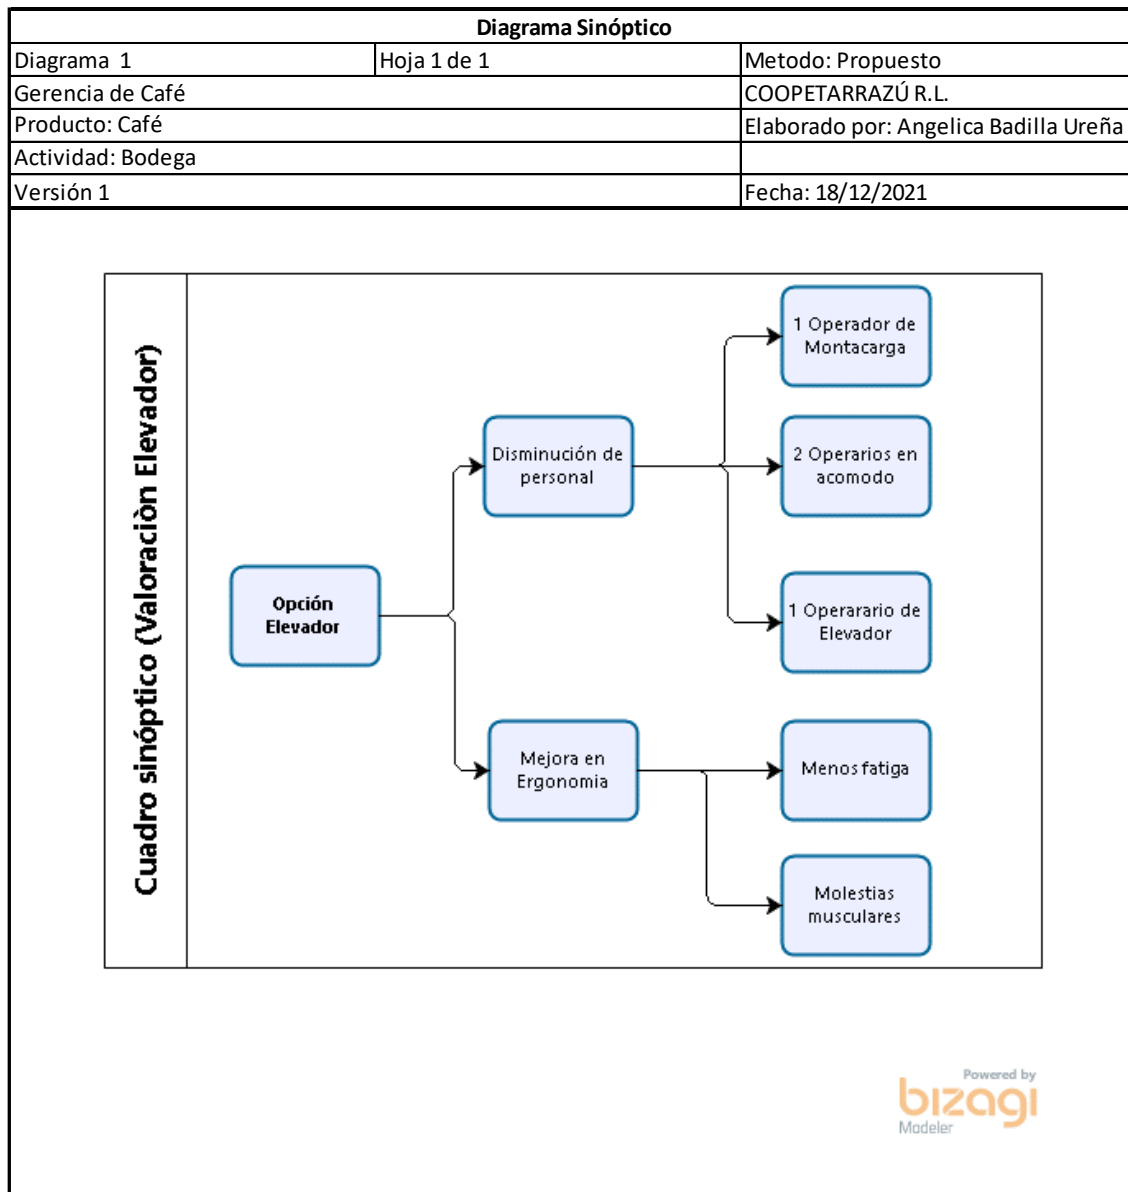 Diagrama Sinóptico
Diagrama 1
Hoja 1 de 1
Metodo: Propuesto
Gerencia de Café
COOPETARRAZÚ R.L.
Producto: Café
Elaborado por: Angelica Badilla Ureña
Actividad: Bodega
Versión 1
Fecha: 18/12/2021
Cuadro sinóptico (Valoraciòn Elevador)
Opción
Elevador
Disminución de
personal
1 Operador de
Montacarga
2 Operarios en
acomodo
1 Operarario de
Elevador
Mejora en
Ergonomia
Menos fatiga
Molestias
musculares
Powered by
bizagi
Modeler